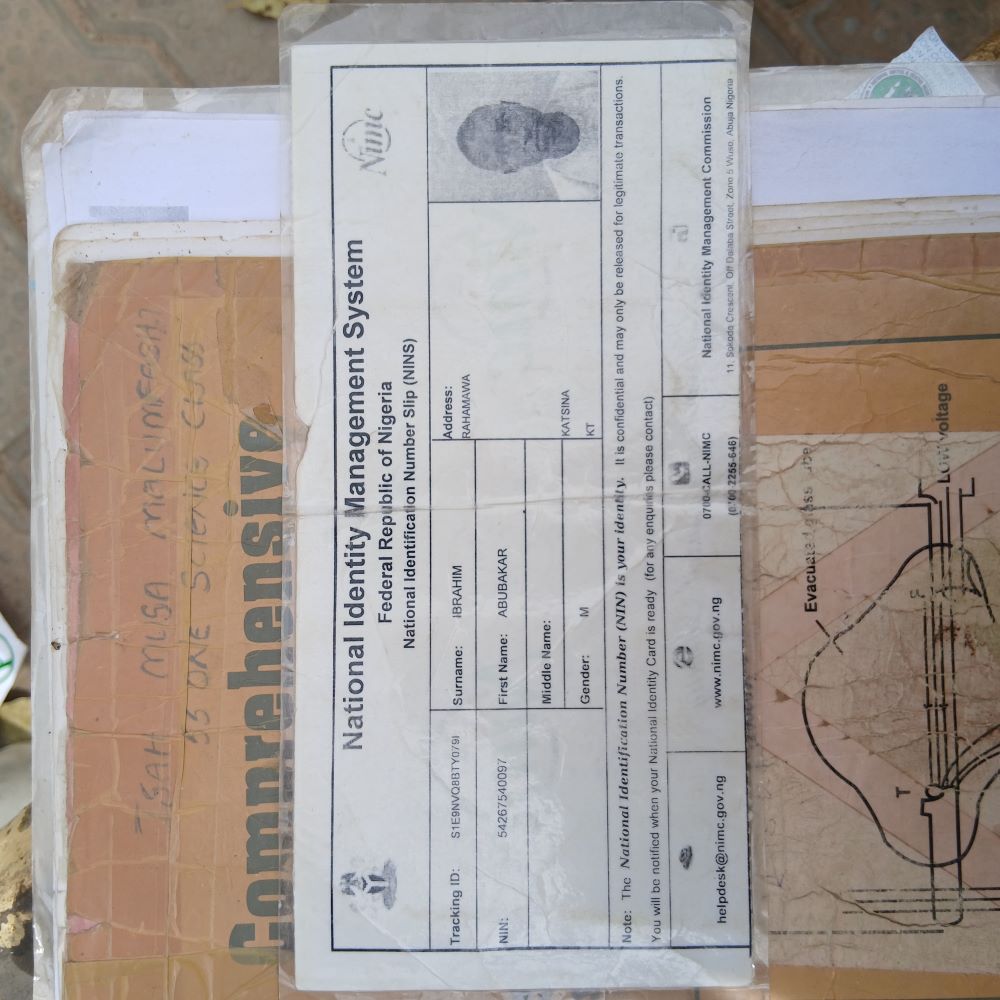 National Identity Management System
Federal Republic of Nigeria
National Identification Number Slip (NINS)
Nimc
Tracking ID: S1E9NVQ8BTY079I
Surname: IBRAHIM
Address:
RAHAMAWA
NIN: 54267540097
First Name: ABUBAKAR
Middle Name:
KATSINA
Gender: M
KT
Note: The National Identification Number (NIN) is your identity. It is confidential and may only be released for legitimate transactions.
You will be notified when your National Identity Card is ready (for any enquiries please contact)
helpdesk@nimc.gov.ng
www.nimc.gov.ng
0700-CALL-NIMC
(0700-2255-646)
National Identity Management Commission
11, Sokode Crescent, Off Dalaba Street, Zone 5 Wuse, Abuja Nigeria
MUSA MALUMFASHI
SS ONE SCIENCE CLASS
Comprehensive
Evacuated glass tube
Low voltage
T
F
L